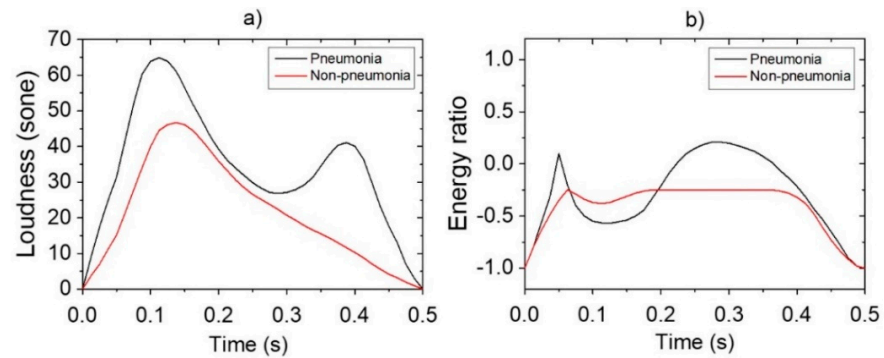 a)
Loudness (sone)
70
60
50
40
30
20
10
0
Pneumonia
Non-pneumonia
0.0 0.1 0.2 0.3 0.4 0.5
Time (s)
b)
Energy ratio
1.0
0.5
0.0
-0.5
-1.0
Pneumonia
Non-pneumonia
0.0 0.1 0.2 0.3 0.4 0.5
Time (s)